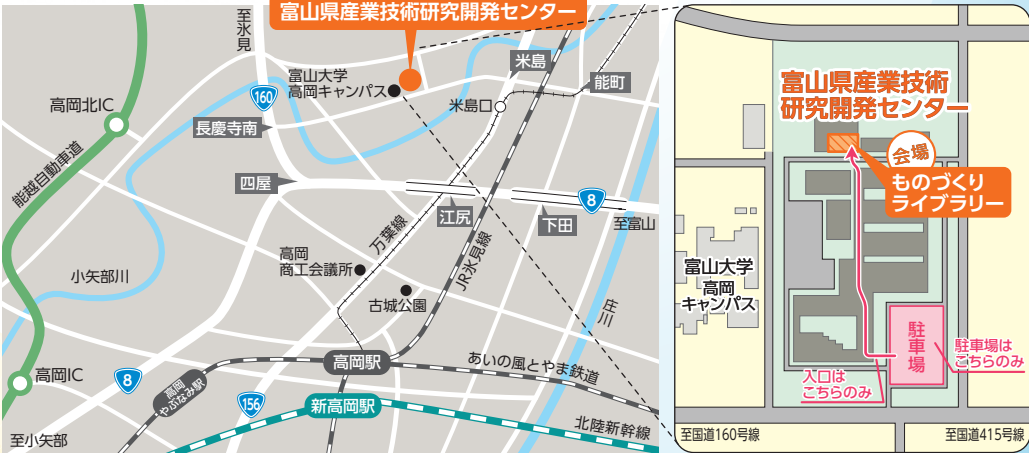 富山県産業技術研究開発センター
至氷見
米島
能町
富山大学
高岡キャンパス
160
高岡北IC
米島口
長慶寺南
能越自動車道
四屋
8
江尻
下田
至富山
万葉線
JR氷見線
高岡
商工会議所
小矢部川
古城公園
庄川
高岡駅
あいの風とやま鉄道
高岡IC
8
高岡
やぶなみ駅
156
新高岡駅
北陸新幹線
至小矢部
富山県産業技術
研究開発センター
会場
ものづくり
ライブラリー
富山大学
高岡
キャンパス
駐車場
駐車場は
こちらのみ
入口は
こちらのみ
至国道160号線
至国道415号線